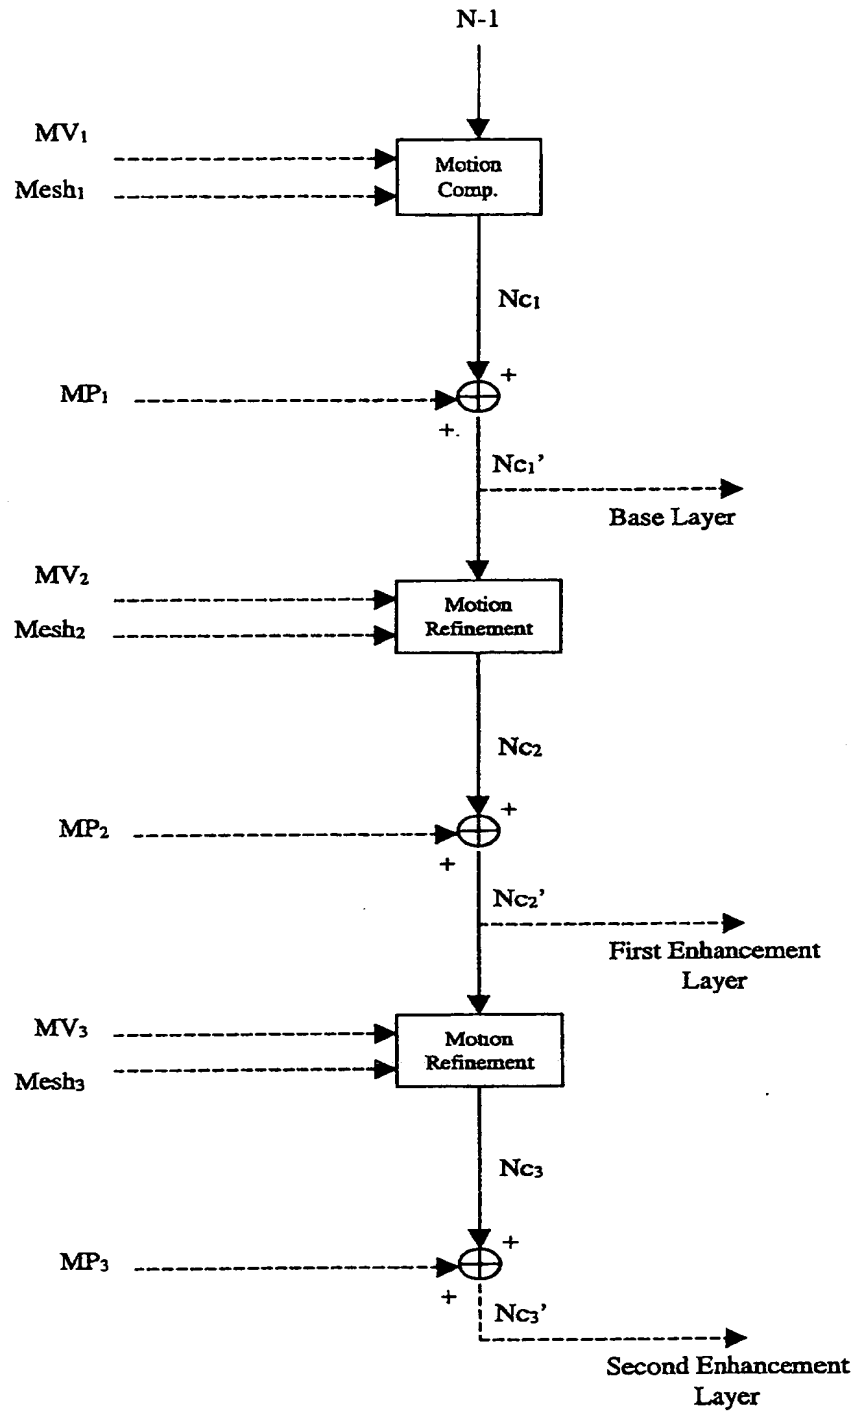 N-1
MV₁
Mesh₁
Motion
Comp.
Nc₁
MP₁
+
+.
Nc₁’
Base Layer
MV₂
Mesh₂
Motion
Refinement
Nc₂
MP₂
+
+
Nc₂’
First Enhancement
Layer
MV₃
Mesh₃
Motion
Refinement
Nc₃
MP₃
+
+
Nc₃’
Second Enhancement
Layer